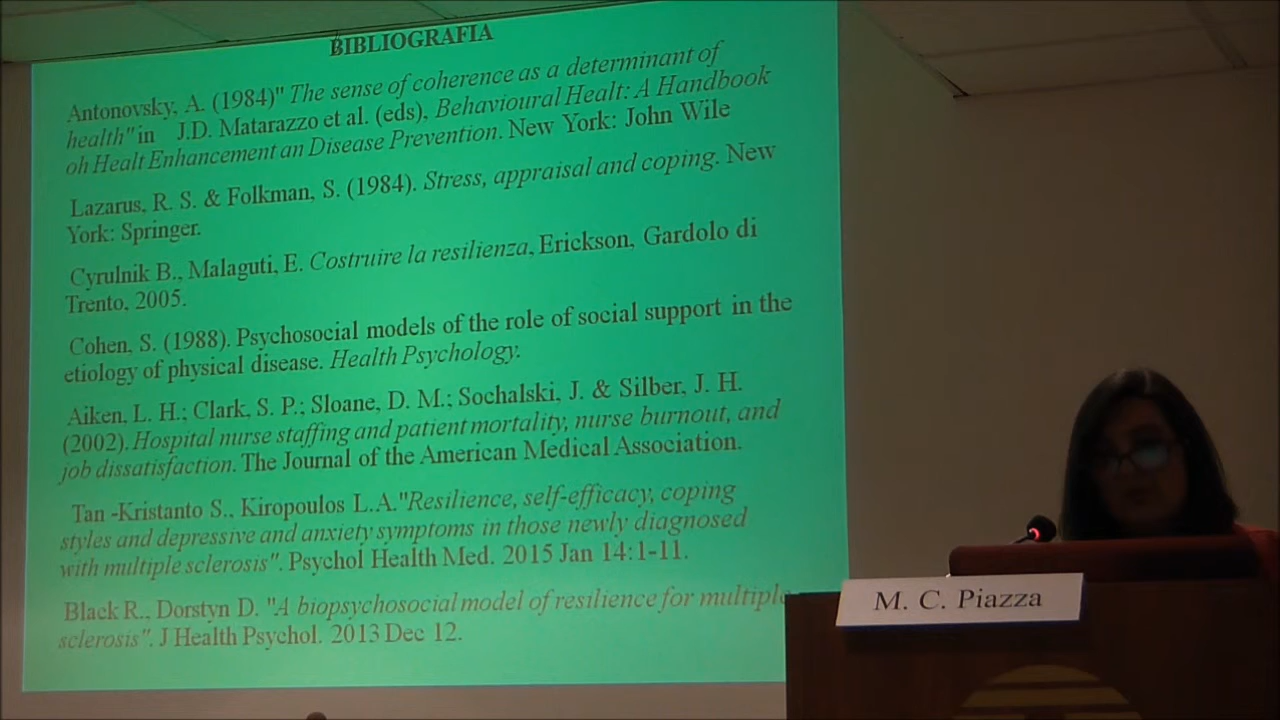 BIBLIOGRAFIA
Antonovsky, A. (1984)" The sense of coherence as a determinant of
health" in J.D. Matarazzo et al. (eds), Behavioural Healt: A Handbook
oh Healt Enhancement an Disease Prevention. New York: John Wile
Lazarus, R. S. & Folkman, S. (1984). Stress, appraisal and coping. New
York: Springer.
Cyrulnik B., Malaguti, E. Costruire la resilienza, Erickson, Gardolo di
Trento, 2005.
Cohen, S. (1988). Psychosocial models of the role of social support in the
etiology of physical disease. Health Psychology.
Aiken, L. H.; Clark, S. P.; Sloane, D. M.; Sochalski, J. & Silber, J. H.
(2002). Hospital nurse staffing and patient mortality, nurse burnout, and
job dissatisfaction. The Journal of the American Medical Association.
Tan -Kristanto S., Kiropoulos L.A."Resilience, self-efficacy, coping
styles and depressive and anxiety symptoms in those newly diagnosed
with multiple sclerosis". Psychol Health Med. 2015 Jan 14:1-11.
Black R., Dorstyn D. "A biopsychosocial model of resilience for multiple
sclerosis". J Health Psychol. 2013 Dec 12.
M. C. Piazza